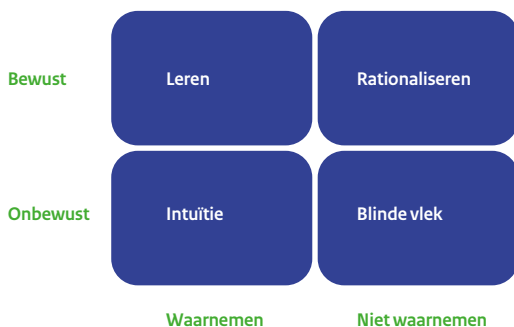 Bewust
Leren
Rationaliseren
Onbewust
Intuïtie
Blinde vlek
Waarnemen
Niet waarnemen